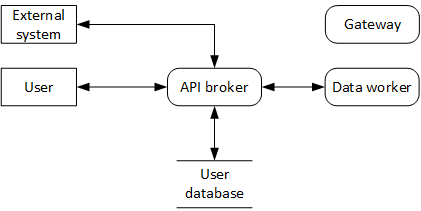 External
system
Gateway
User
API broker
Data worker
User
database